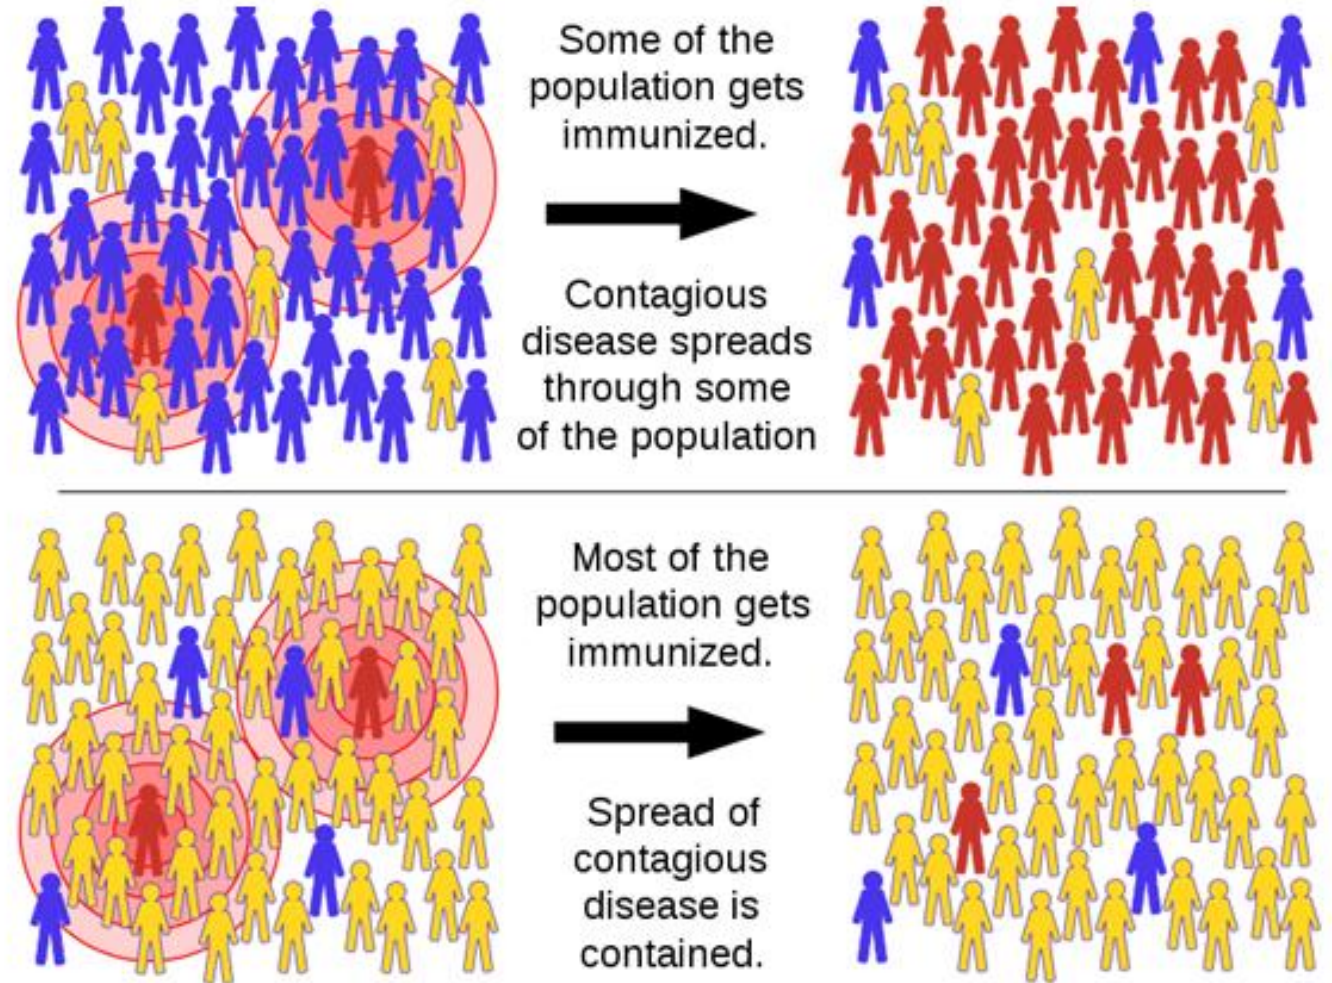 Some of the
population gets
immunized.
Contagious
disease spreads
through some
of the population
Most of the
population gets
immunized.
Spread of
contagious
disease is
contained.